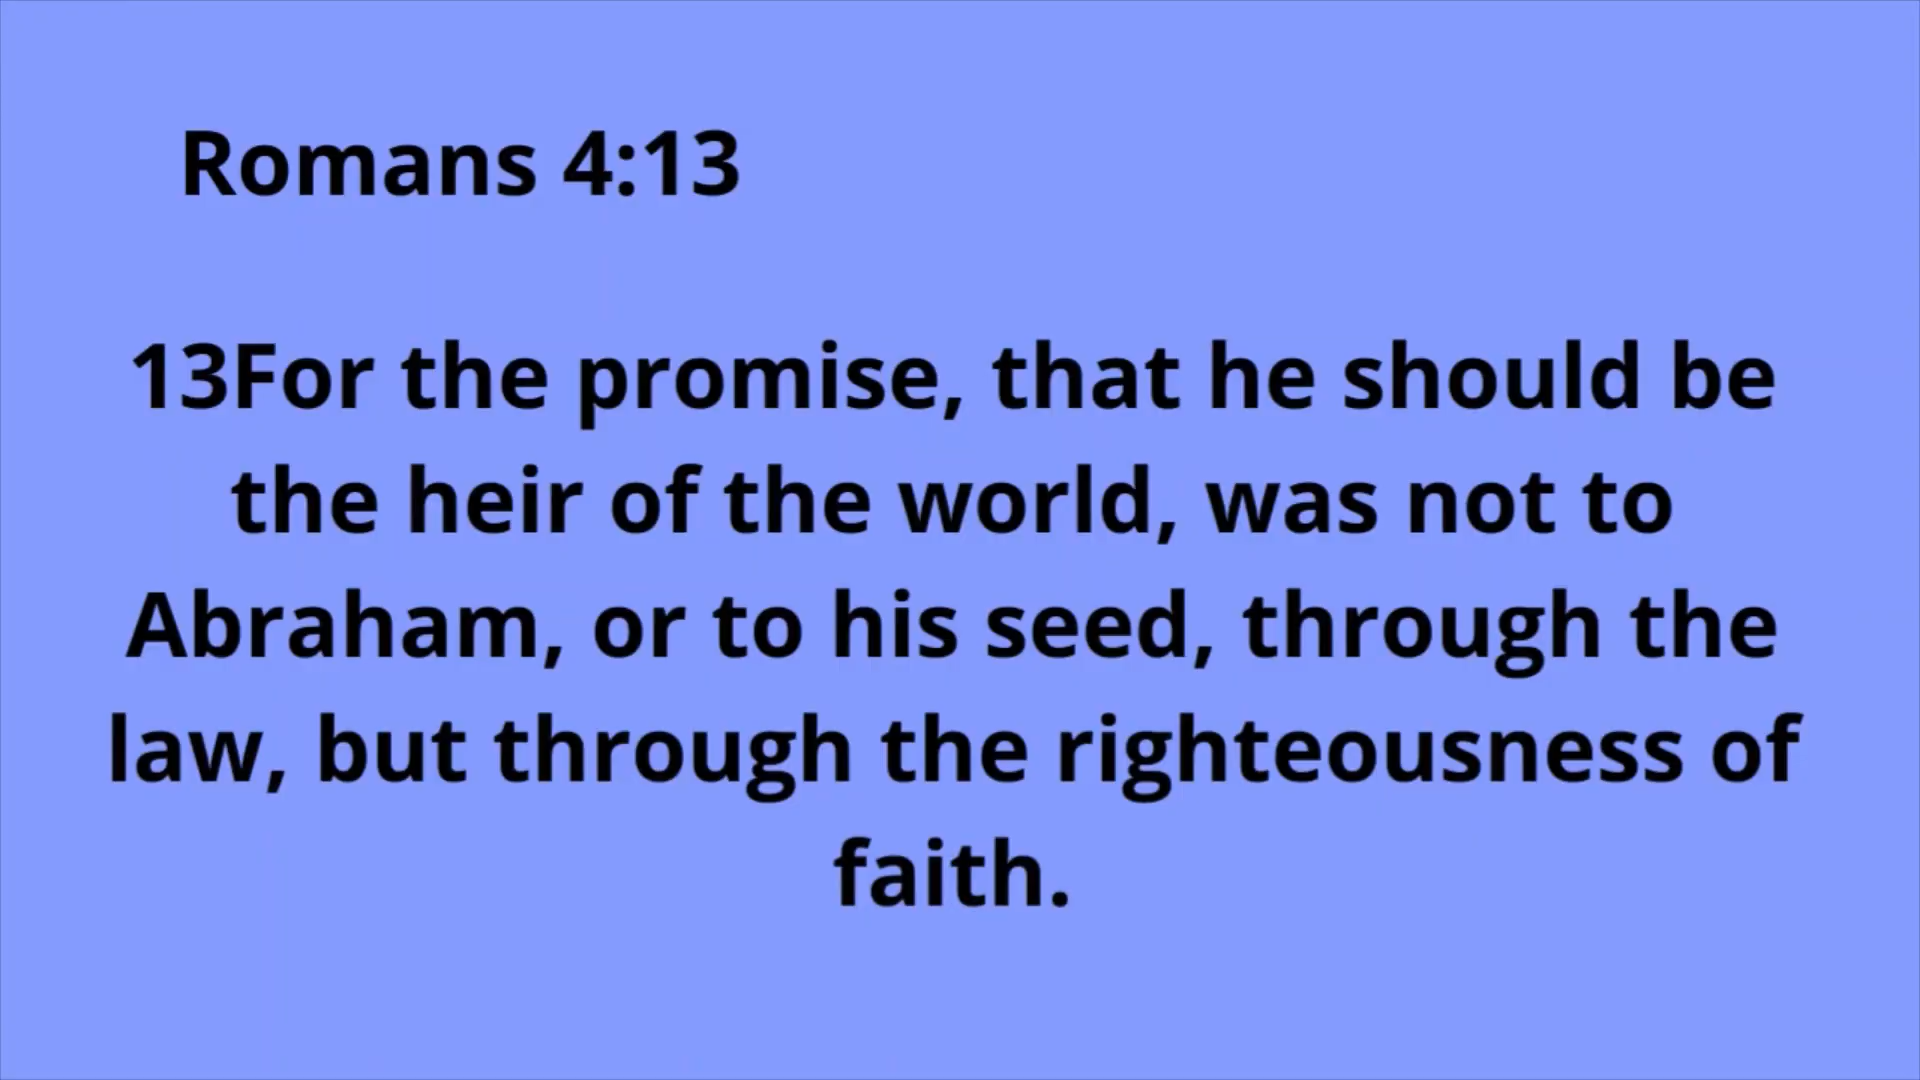 Romans 4:13
13For the promise, that he should be
the heir of the world, was not to
Abraham, or to his seed, through the
law, but through the righteousness of
faith.